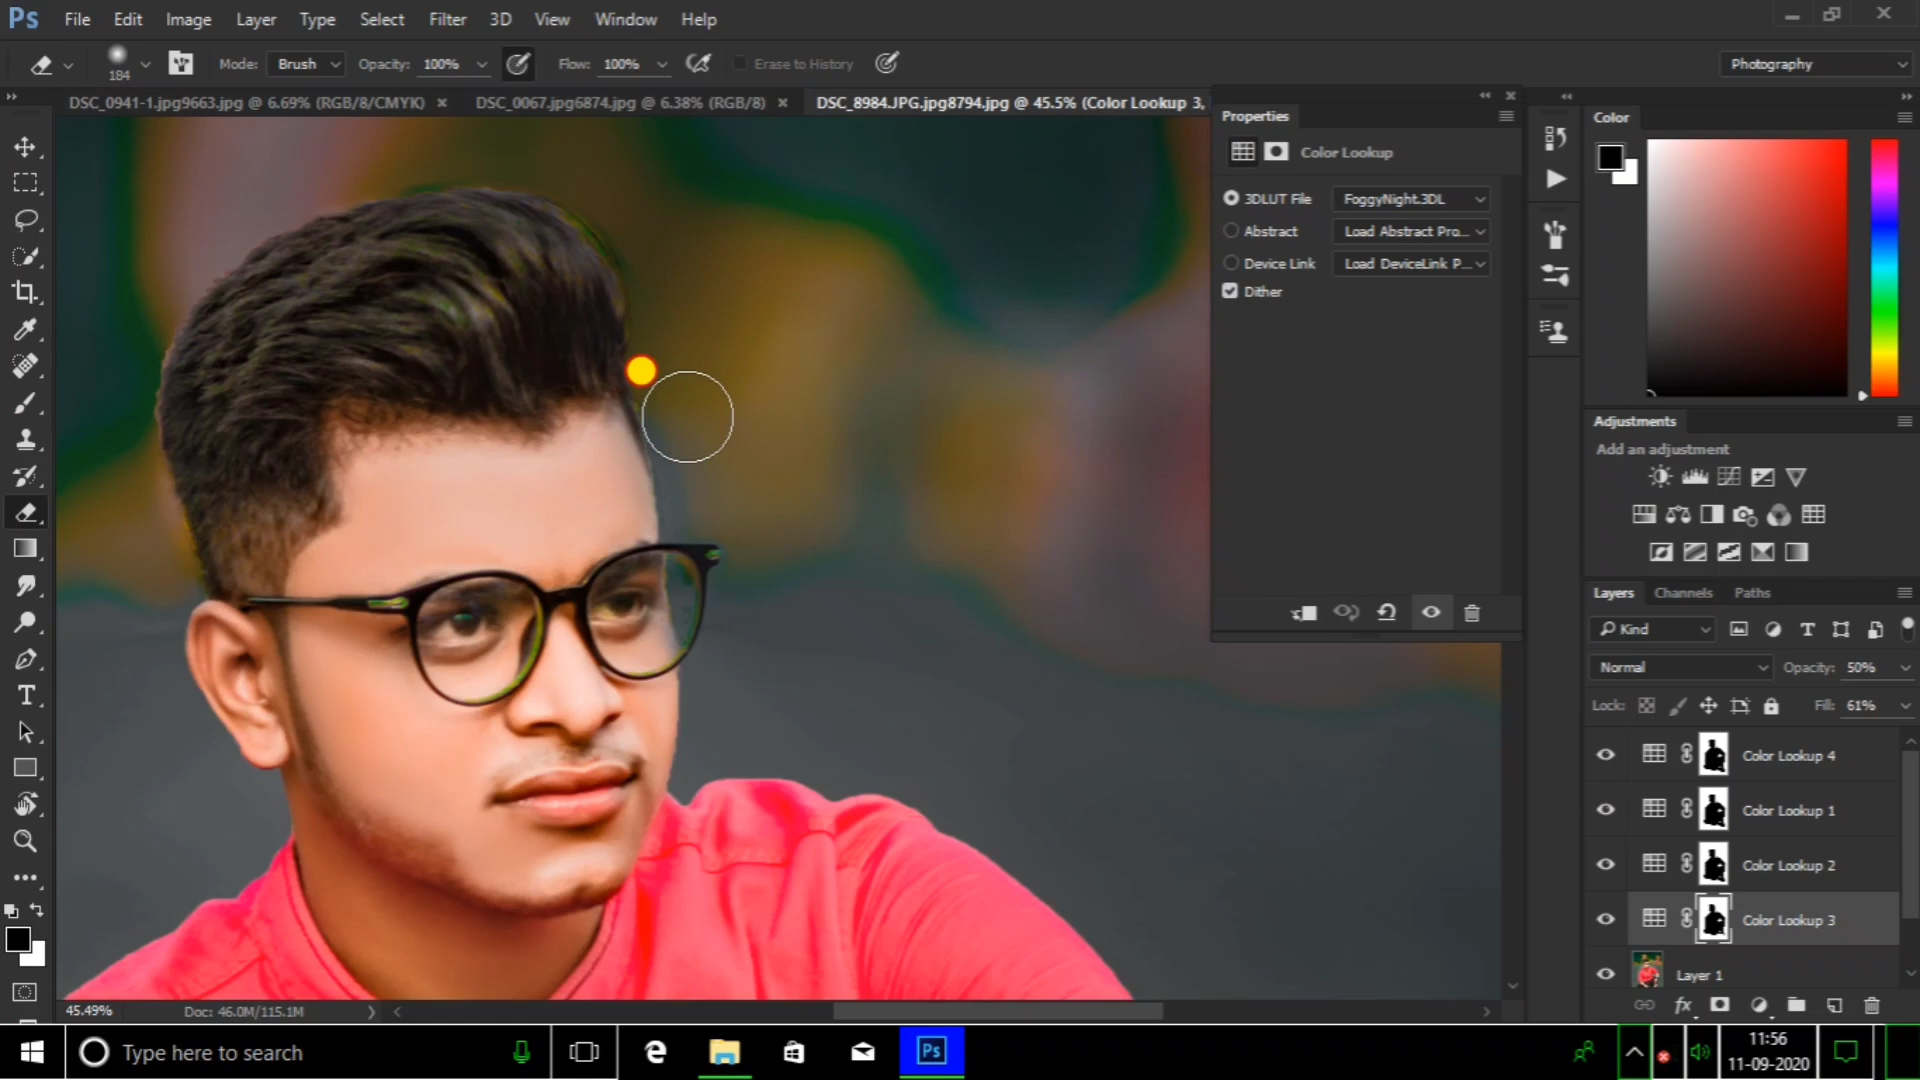 Ps File Edit Image Layer Type Select Filter 3D View Window Help
184 Mode: Brush Opacity: 100% Flow: 100% Erase to History Photography
DSC_0941-1.jpg9663.jpg @ 6.69% (RGB/8/CMYK) DSC_0067.jpg6874.jpg @ 6.38% (RGB/8) DSC_8984.JPG.jpg8794.jpg @ 45.5% (Color Lookup 3,
Properties
Color Lookup
3DLUT File FoggyNight.3DL
Abstract Load Abstract Pro...
Device Link Load DeviceLink P...
Dither
Color
Adjustments
Add an adjustment
Layers Channels Paths
Kind
Normal Opacity: 50%
Lock: Fill: 61%
Color Lookup 4
Color Lookup 1
Color Lookup 2
Color Lookup 3
Layer 1
fx
45.49% Doc: 46.0M/115.1M
Type here to search
Ps
11:56
11-09-2020